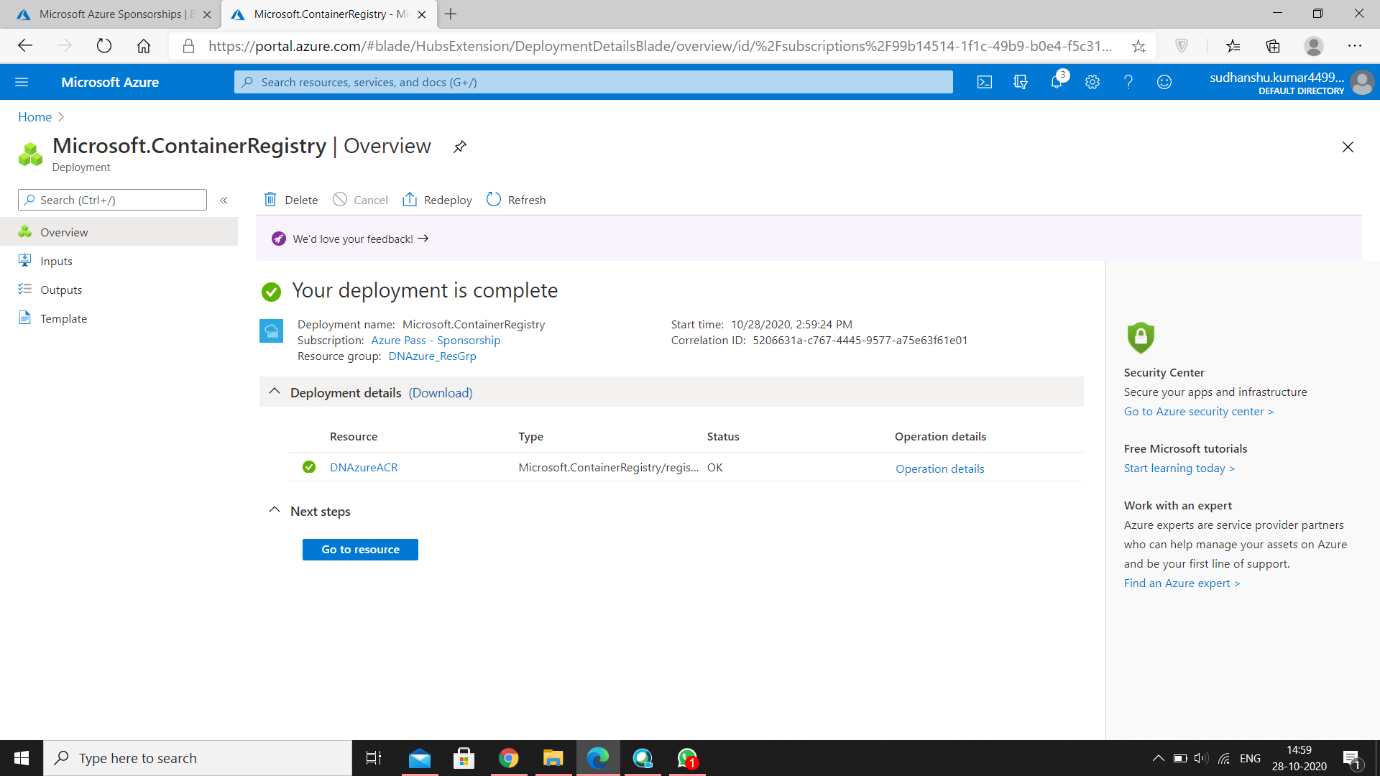 Microsoft Azure Sponsorships | E
Microsoft.ContainerRegistry - Mi
https://portal.azure.com/#blade/HubsExtension/DeploymentDetailsBlade/overview/id/%2Fsubscriptions%2F99b14514-1f1c-49b9-b0e4-f5c31...
Microsoft Azure
Search resources, services, and docs (G+/)
3
sudhanshu.kumar4499...
DEFAULT DIRECTORY
Home >
Microsoft.ContainerRegistry | Overview
Deployment
Search (Ctrl+/)
«
Delete
Cancel
Redeploy
Refresh
Overview
Inputs
Outputs
Template
We'd love your feedback! →
Your deployment is complete
Deployment name: Microsoft.ContainerRegistry
Subscription: Azure Pass - Sponsorship
Resource group: DNAzure_ResGrp
Start time: 10/28/2020, 2:59:24 PM
Correlation ID: 5206631a-c767-4445-9577-a75e63f61e01
Deployment details (Download)
Resource Type Status Operation details
DNAzureACR Microsoft.ContainerRegistry/regis... OK Operation details
Next steps
Go to resource
Security Center
Secure your apps and infrastructure
Go to Azure security center >
Free Microsoft tutorials
Start learning today >
Work with an expert
Azure experts are service provider partners
who can help manage your assets on Azure
and be your first line of support.
Find an Azure expert >
Type here to search
1
ENG
14:59
28-10-2020
1